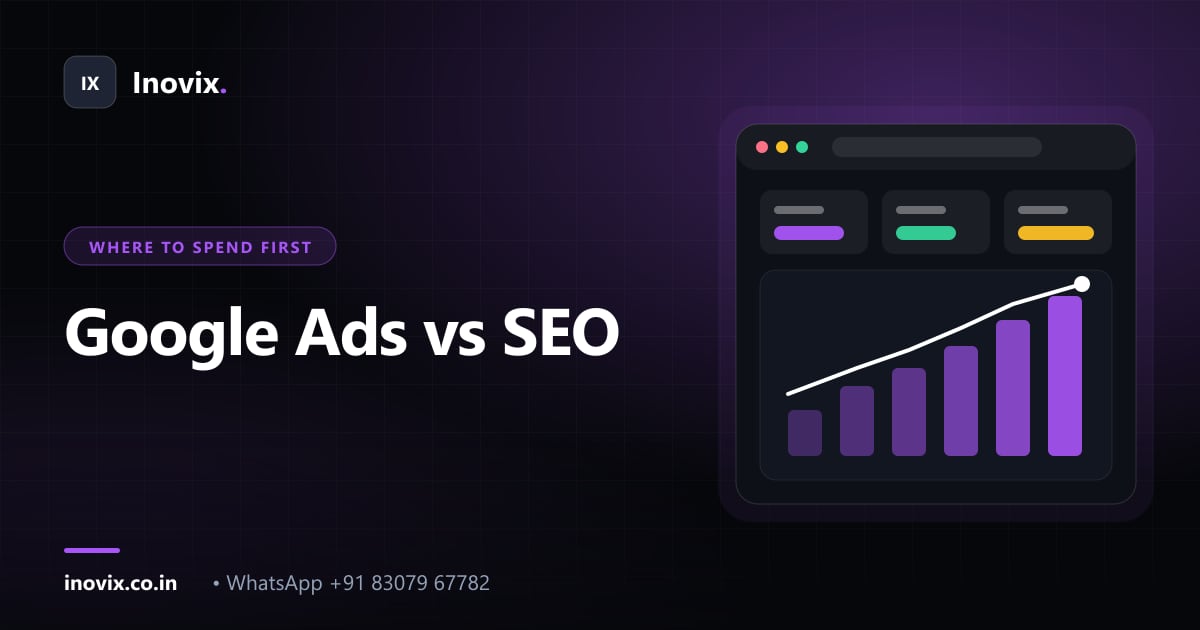 IX
Inovix.
WHERE TO SPEND FIRST
Google Ads vs SEO
inovix.co.in • WhatsApp +91 83079 67782